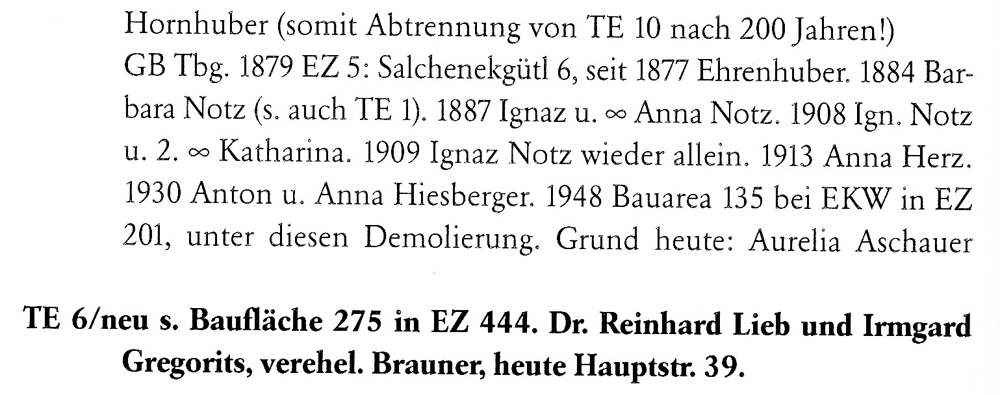 Hornhuber (somit Abtrennung von TE 10 nach 200 Jahren!)
GB Tbg. 1879 EZ 5: Salchenekgütl 6, seit 1877 Ehrenhuber. 1884 Bar-
bara Notz (s. auch TE 1). 1887 Ignaz u. ∞ Anna Notz. 1908 Ign. Notz
u. 2. ∞ Katharina. 1909 Ignaz Notz wieder allein. 1913 Anna Herz.
1930 Anton u. Anna Hiesberger. 1948 Bauarea 135 bei EKW in EZ
201, unter diesen Demolierung. Grund heute: Aurelia Aschauer
TE 6/neu s. Baufläche 275 in EZ 444. Dr. Reinhard Lieb und Irmgard
Gregorits, verehel. Brauner, heute Hauptstr. 39.